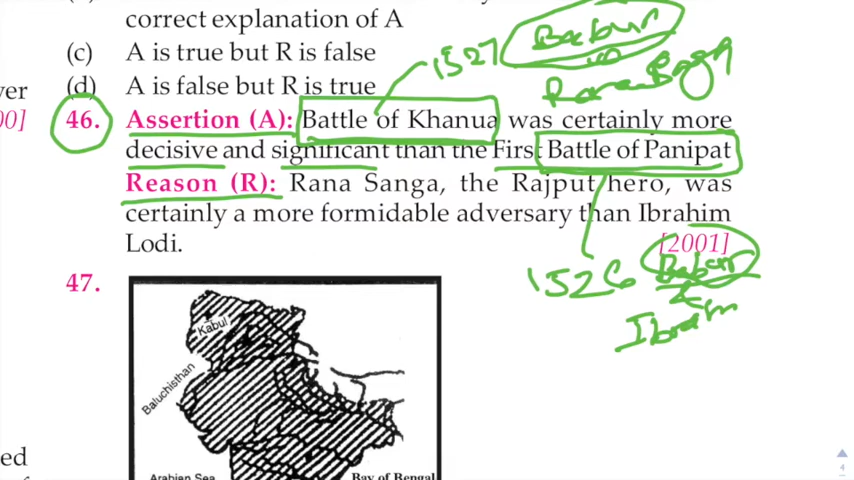 correct explanation of A
(c) A is true but R is false
(d) A is false but R is true
ver
00]
46. Assertion (A): Battle of Khanua was certainly more
decisive and significant than the First Battle of Panipat
Reason (R): Rana Sanga, the Rajput hero, was
certainly a more formidable adversary than Ibrahim
Lodi. [2001]
1527 Babur
1526 Babur
Ibrahim
47.
Kabul
Baluchisthan
Arabian Sea
Bay of Bengal
ed
4